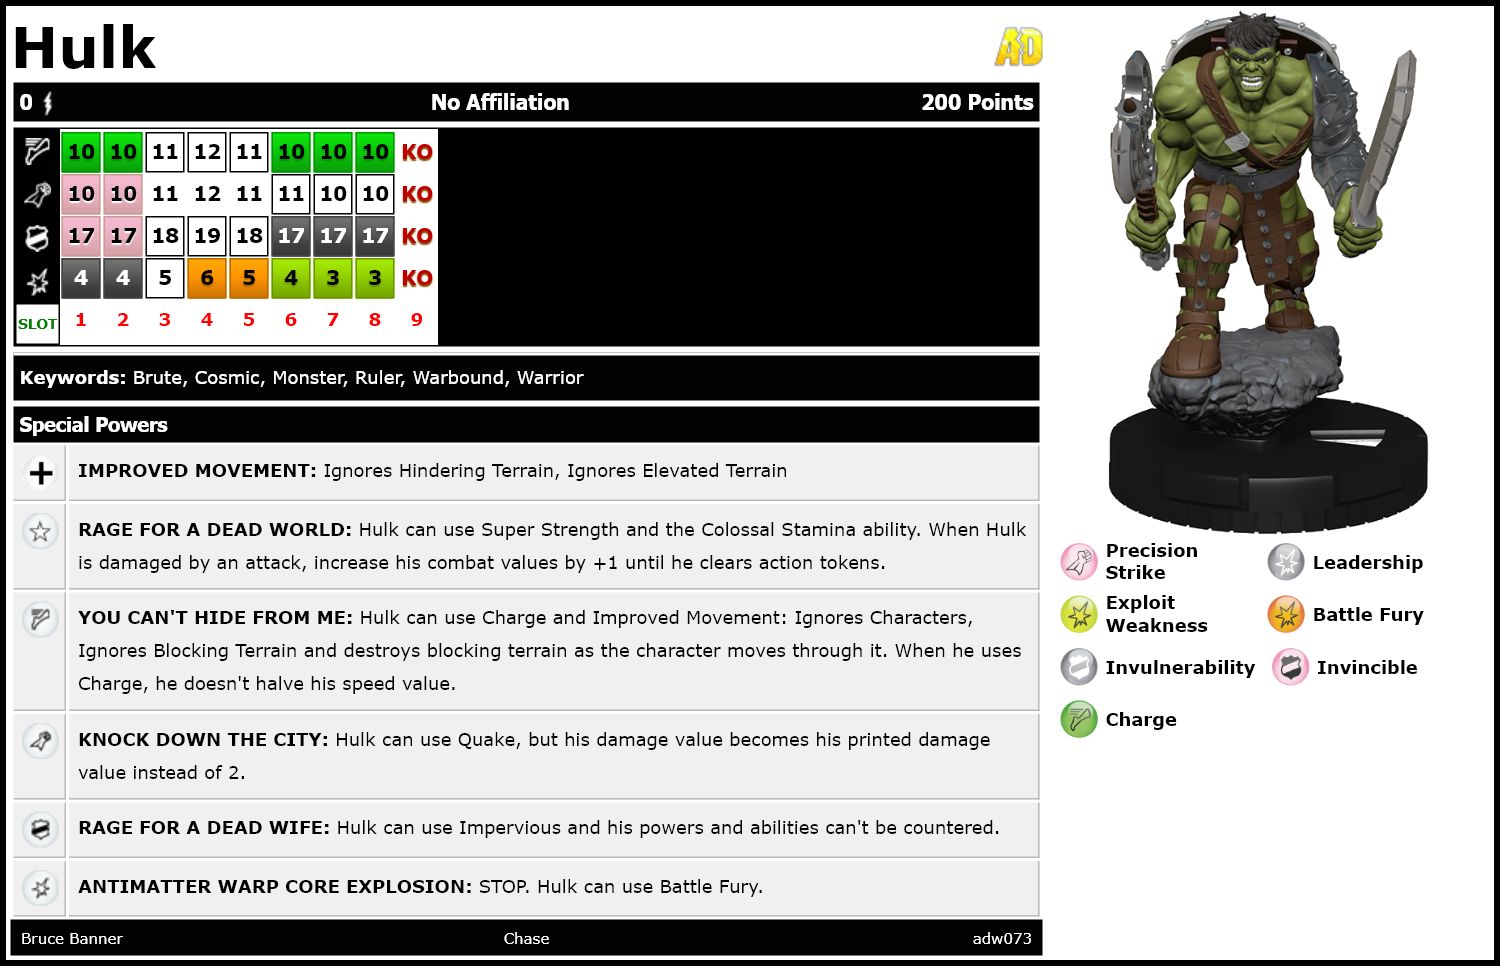 Hulk
AD
0 No Affiliation 200 Points
10 10 11 12 11 10 10 10 KO
10 10 11 12 11 11 10 10 KO
17 17 18 19 18 17 17 17 KO
4 4 5 6 5 4 3 3 KO
SLOT 1 2 3 4 5 6 7 8 9
Keywords: Brute, Cosmic, Monster, Ruler, Warbound, Warrior
Special Powers
IMPROVED MOVEMENT: Ignores Hindering Terrain, Ignores Elevated Terrain
RAGE FOR A DEAD WORLD: Hulk can use Super Strength and the Colossal Stamina ability. When Hulk
is damaged by an attack, increase his combat values by +1 until he clears action tokens.
YOU CAN'T HIDE FROM ME: Hulk can use Charge and Improved Movement: Ignores Characters,
Ignores Blocking Terrain and destroys blocking terrain as the character moves through it. When he uses
Charge, he doesn't halve his speed value.
KNOCK DOWN THE CITY: Hulk can use Quake, but his damage value becomes his printed damage
value instead of 2.
RAGE FOR A DEAD WIFE: Hulk can use Impervious and his powers and abilities can't be countered.
ANTIMATTER WARP CORE EXPLOSION: STOP. Hulk can use Battle Fury.
Bruce Banner Chase adw073
Precision
Strike
Leadership
Exploit
Weakness
Battle Fury
Invulnerability
Invincible
Charge